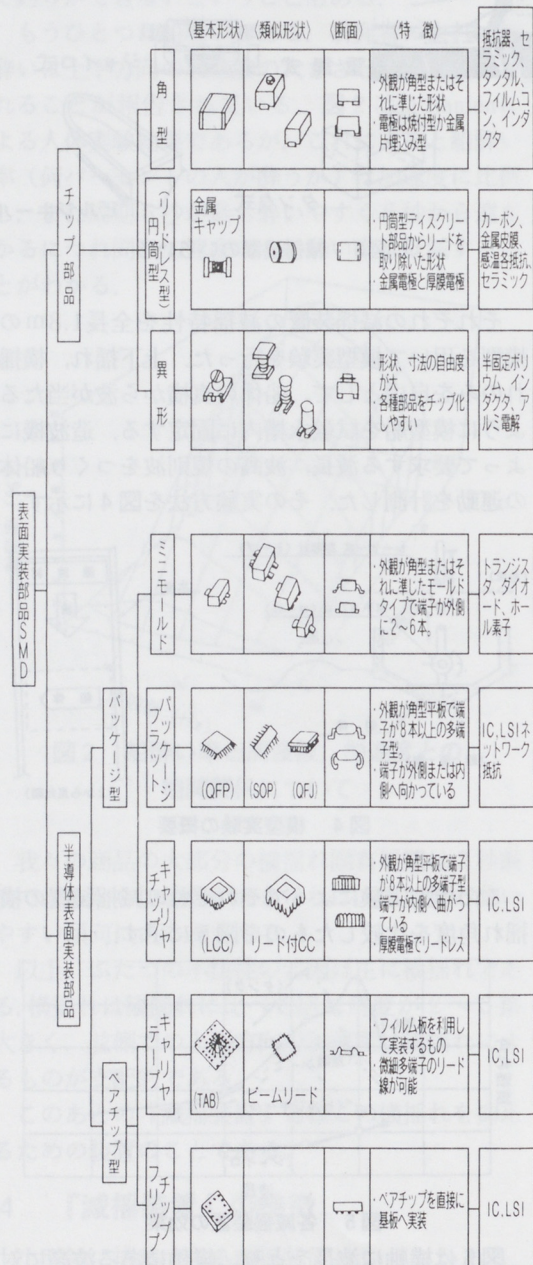 〈基本形状〉 〈類似形状〉 〈断面〉 〈特　徴〉
表面実装部品SMD
チップ部品
角型
・外観が角型またはそ
れに準じた形状
・電極は焼付型か金属
片埋込み型
抵抗器、セ
ラミック、
タンタル、
フィルムコ
ン、インダ
クタ
円筒型
(リードレス型)
金属
キャップ
・円筒型ディスクリー
ト部品からリードを
取り除いた形状
・金属電極と厚膜電極
カーボン、
金属皮膜、
感温各抵抗、
セラミック
異形
・形状、寸法の自由度
が大
・各種部品をチップ化
しやすい
半固定ボリ
ウム、イン
ダクタ、ア
ルミ電解
半導体表面実装部品
パッケージ型
ミニモールド
・外観が角型またはそ
れに準じたモールド
タイプで端子が外側
に2～6本。
トランジス
タ、ダイオ
ード、ホー
ル素子
フラット
パッケージ
(QFP) (SOP) (QFJ)
・外観が角型平板で端
子が8本以上の多端
子型。
・端子が外側または内
側へ向かっている
IC.LSIネ
ットワーク
抵抗
チップ
キャリヤ
(LCC) リード付CC
・外観が角型平板で端子
が6本以上の多端子型
・端子が内側へ曲がっ
ている
・厚膜電極でリードレス
IC.LSI
ベアチップ型
テープ
キャリヤ
(TAB) ビームリード
・フィルム板を利用し
て実装するもの
・微細多端子のリード
線が可能
IC.LSI
フリップ
チップ
・ベアチップを直接に
基板へ実装
IC.LSI